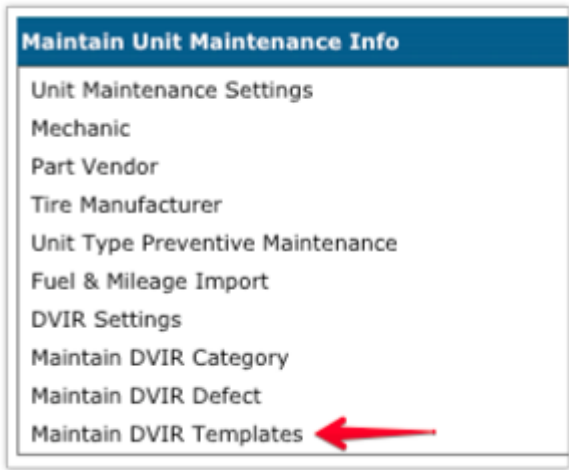 Maintain Unit Maintenance Info
Unit Maintenance Settings
Mechanic
Part Vendor
Tire Manufacturer
Unit Type Preventive Maintenance
Fuel & Mileage Import
DVIR Settings
Maintain DVIR Category
Maintain DVIR Defect
Maintain DVIR Templates